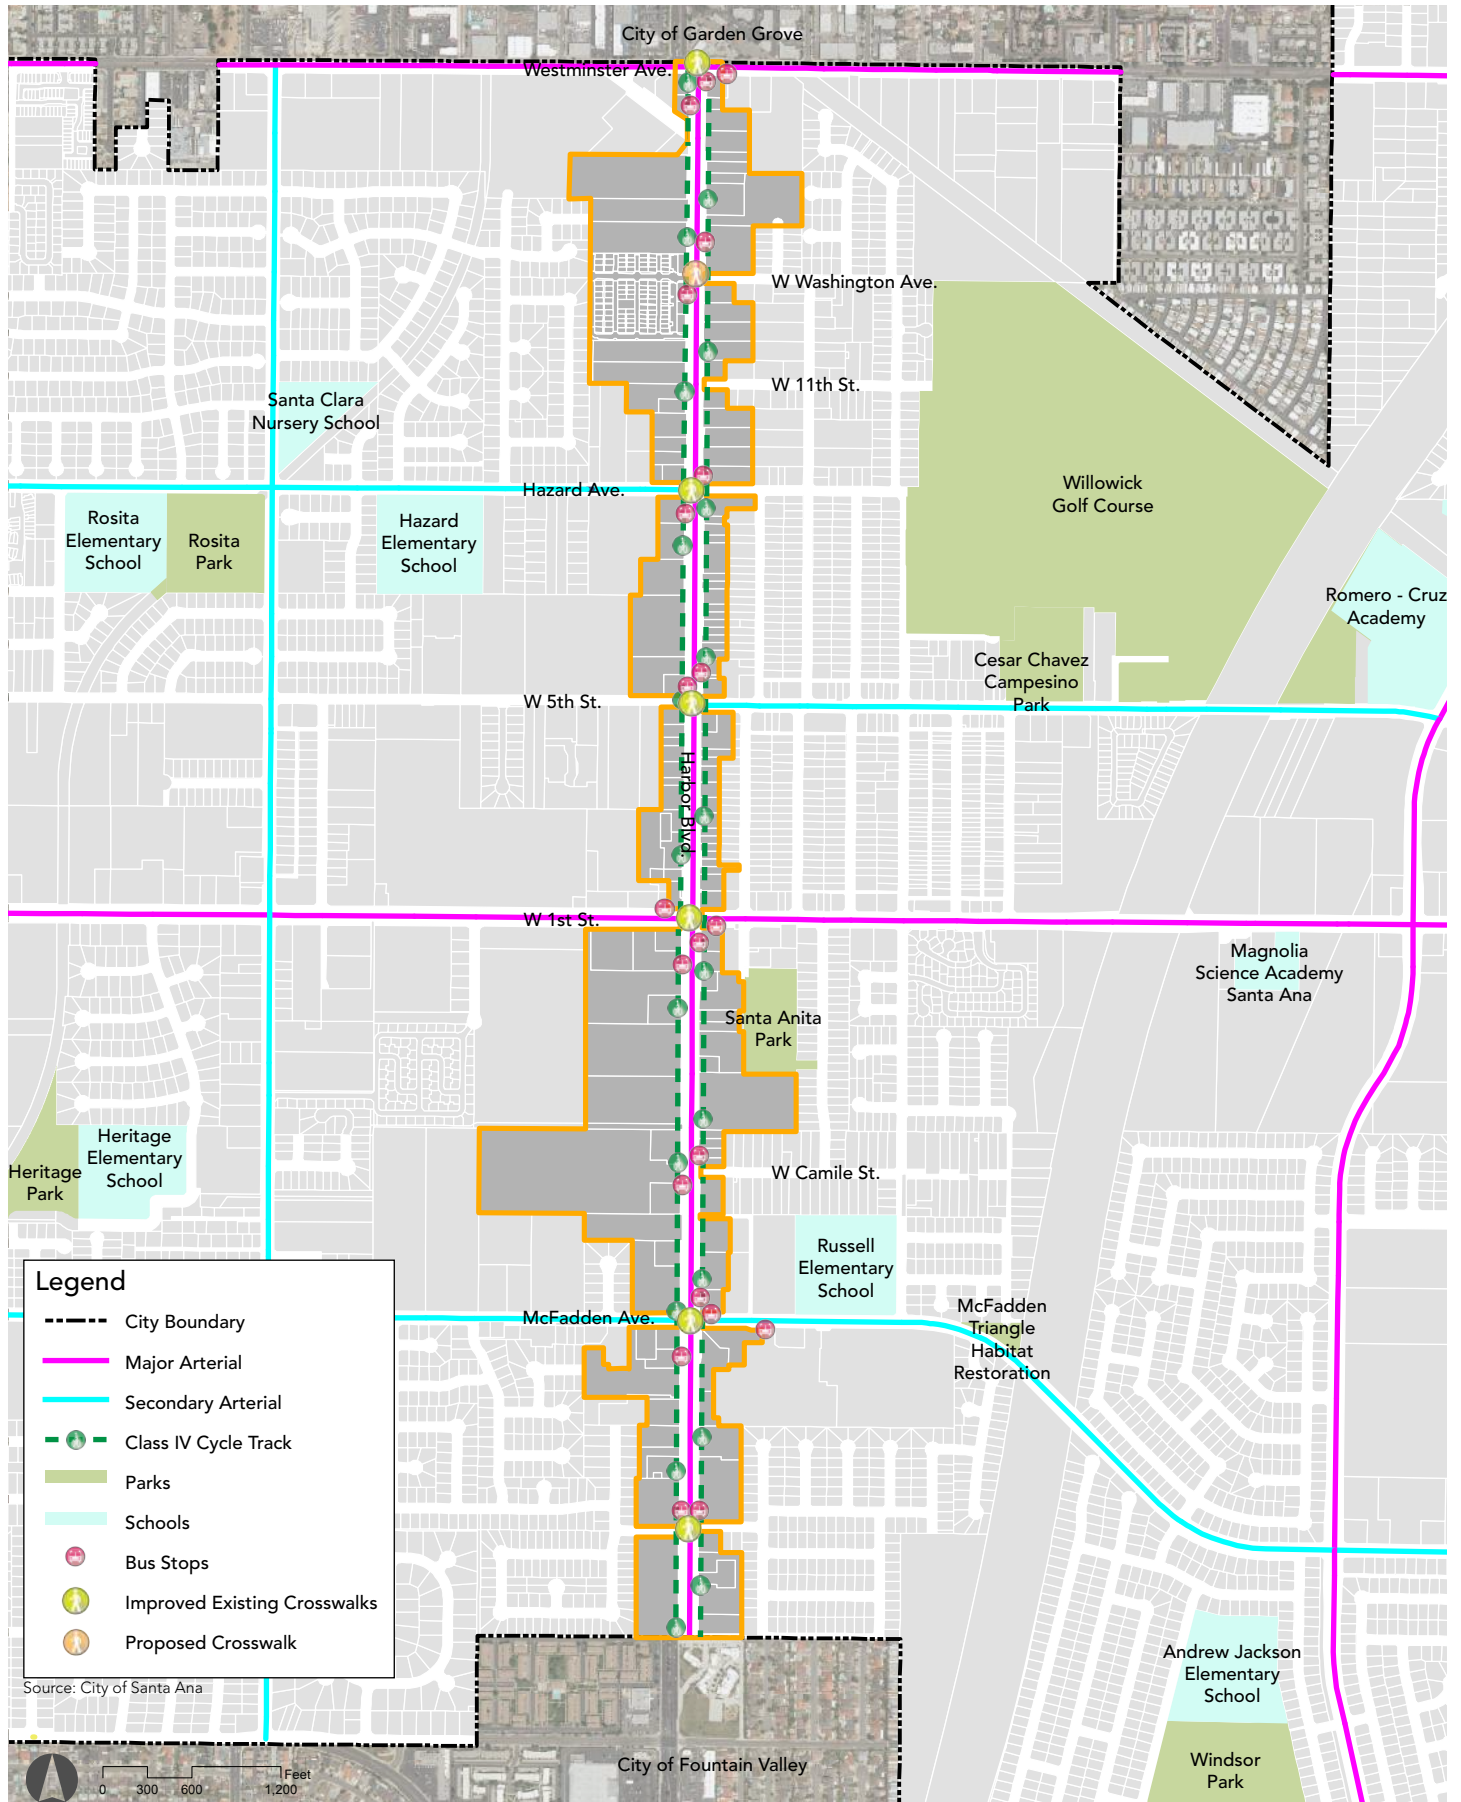 City of Garden Grove
Westminster Ave.
W Washington Ave.
W 11th St.
Santa Clara
Nursery School
Hazard Ave.
Willowick
Golf Course
Rosita
Elementary
School
Rosita
Park
Hazard
Elementary
School
Romero - Cruz
Academy
Cesar Chavez
Campesino
Park
W 5th St.
Harbor Blvd.
W 1st St.
Magnolia
Science Academy
Santa Ana
Santa Anita
Park
Heritage
Elementary
School
Heritage
Park
W Camile St.
Russell
Elementary
School
McFadden Ave.
McFadden
Triangle
Habitat
Restoration
Legend
City Boundary
Major Arterial
Secondary Arterial
Class IV Cycle Track
Parks
Schools
Bus Stops
Improved Existing Crosswalks
Proposed Crosswalk
Source: City of Santa Ana
Andrew Jackson
Elementary
School
Windsor
Park
City of Fountain Valley
Feet
0 300 600 1,200